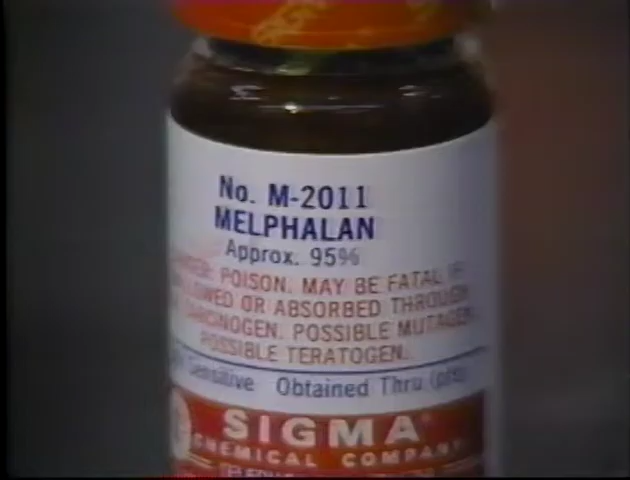 No. M-2011
MELPHALAN
Approx. 95%
POISON. MAY BE FATAL IF
OR ABSORBED THROUGH
CARCINOGEN. POSSIBLE MUTAGEN.
POSSIBLE TERATOGEN.
Sensitive Obtained Thru
SIGMA
CHEMICAL COMPANY